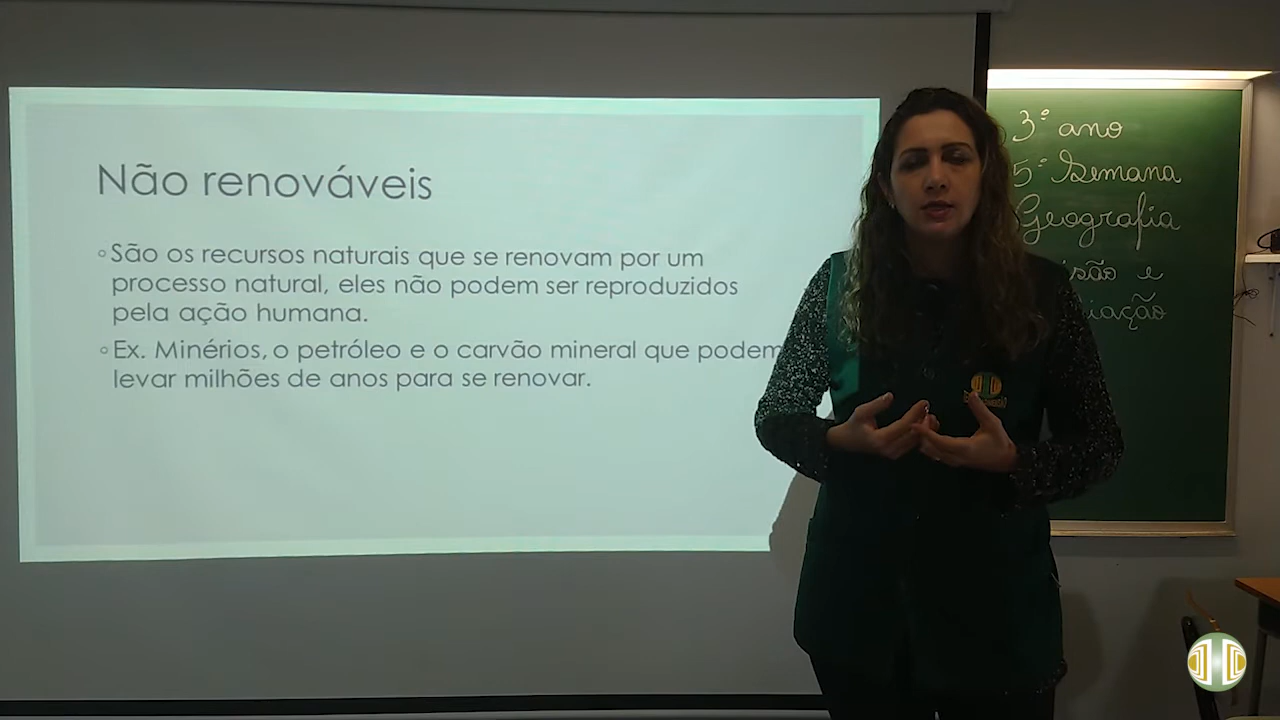 Não renováveis
São os recursos naturais que se renovam por um
processo natural, eles não podem ser reproduzidos
pela ação humana.
Ex. Minérios, o petróleo e o carvão mineral que podem
levar milhões de anos para se renovar.
3º ano
5ª Semana
Geografia
e